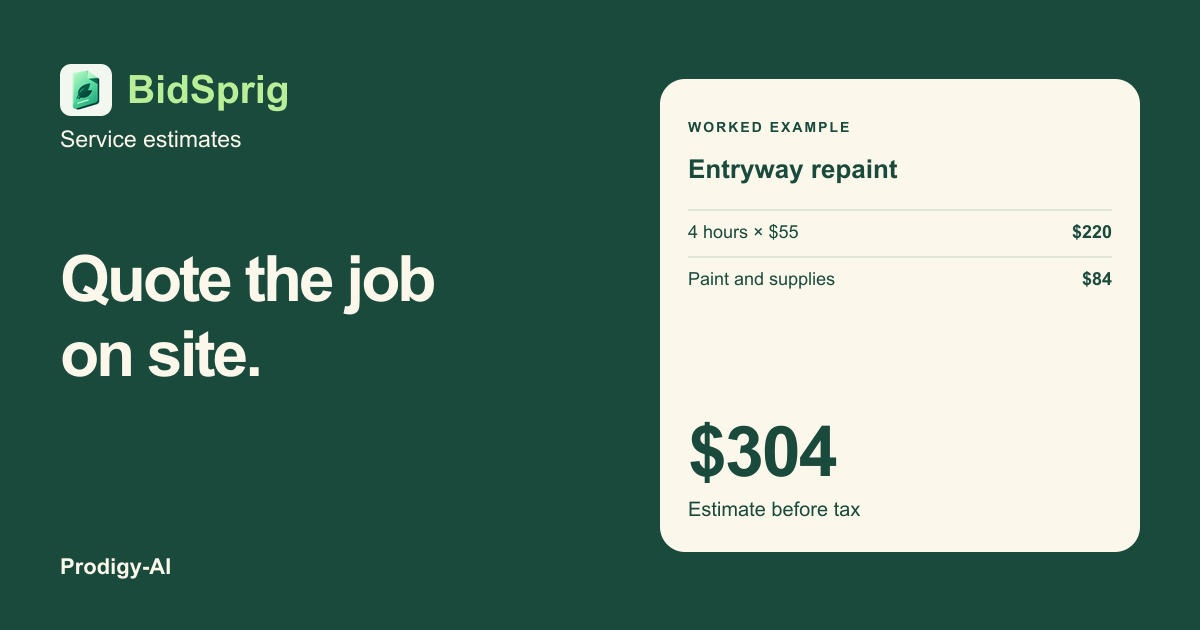 BidSprig
Service estimates
Quote the job
on site.
Prodigy-AI
WORKED EXAMPLE
Entryway repaint
4 hours × $55 $220
Paint and supplies $84
$304
Estimate before tax